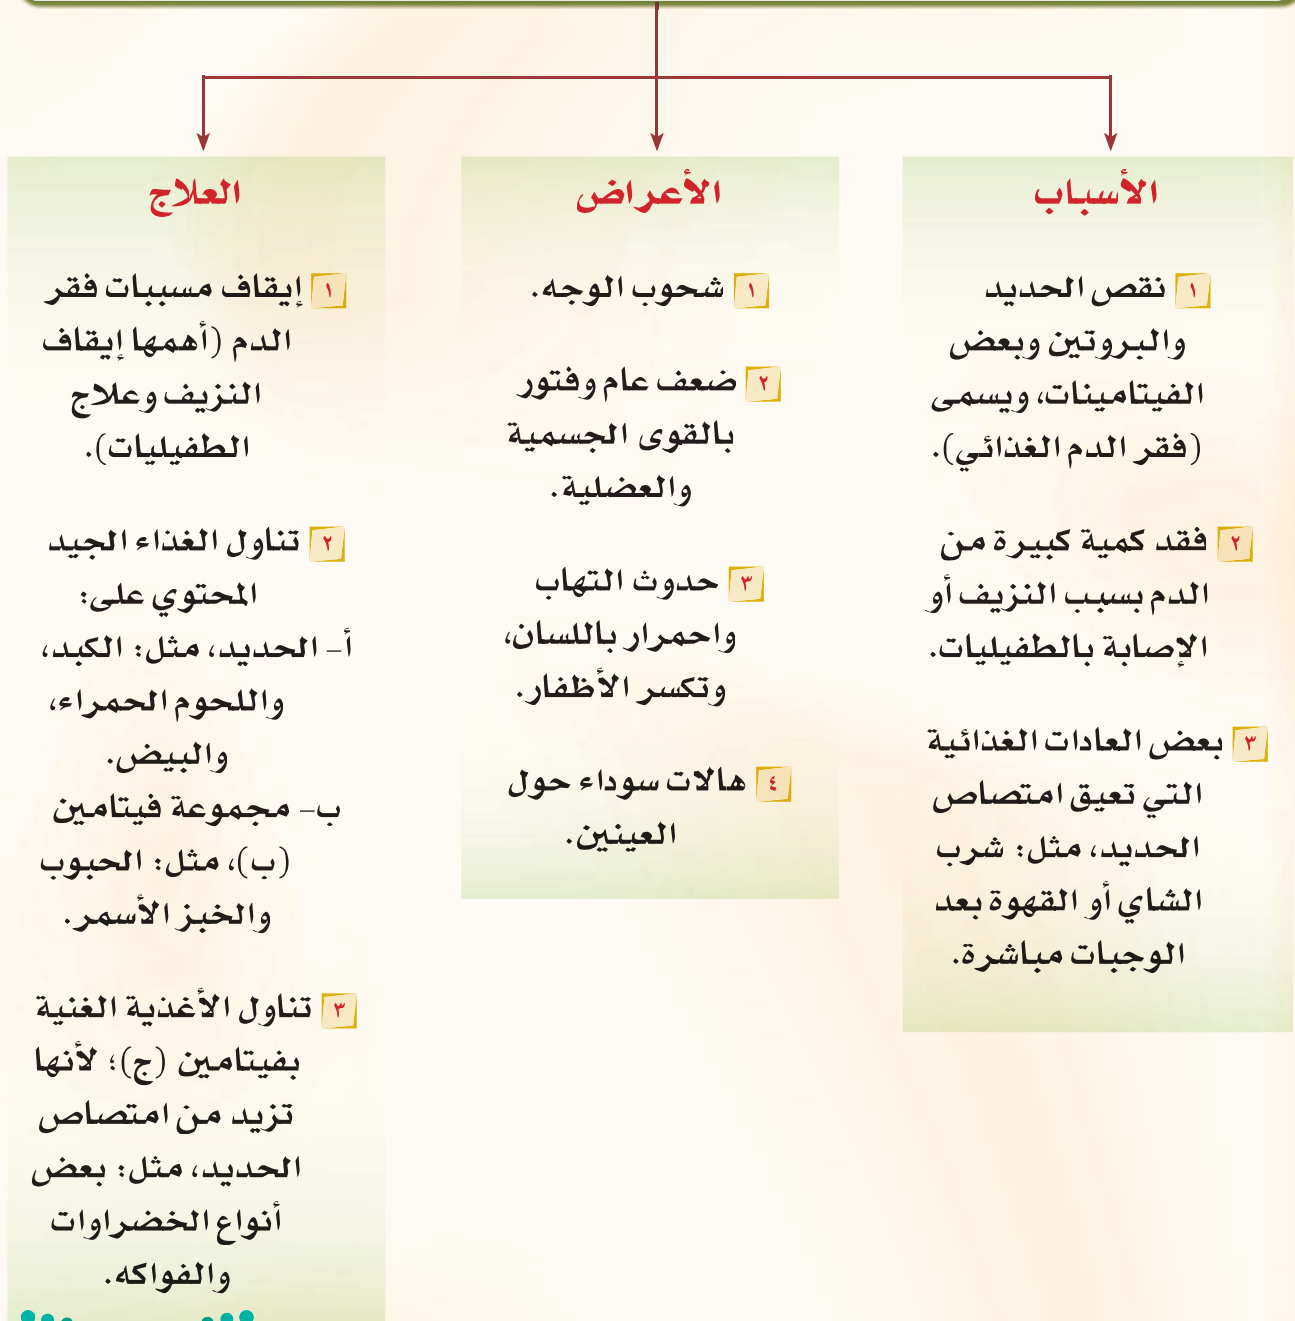 الأسباب
١ نقص الحديد
والبروتين وبعض
الفيتامينات، ويسمى
(فقر الدم الغذائي).
٢ فقد كمية كبيرة من
الدم بسبب النزيف أو
الإصابة بالطفيليات.
٣ بعض العادات الغذائية
التي تعيق امتصاص
الحديد، مثل: شرب
الشاي أو القهوة بعد
الوجبات مباشرة.
الأعراض
١ شحوب الوجه.
٢ ضعف عام وفتور
بالقوى الجسمية
والعضلية.
٣ حدوث التهاب
واحمرار باللسان،
وتكسر الأظفار.
٤ هالات سوداء حول
العينين.
العلاج
١ إيقاف مسببات فقر
الدم (أهمها إيقاف
النزيف وعلاج
الطفيليات).
٢ تناول الغذاء الجيد
المحتوي على:
أ– الحديد، مثل: الكبد،
واللحوم الحمراء،
والبيض.
ب– مجموعة فيتامين
(ب)، مثل: الحبوب
والخبز الأسمر.
٣ تناول الأغذية الغنية
بفيتامين (ج)؛ لأنها
تزيد من امتصاص
الحديد، مثل: بعض
أنواع الخضراوات
والفواكه.